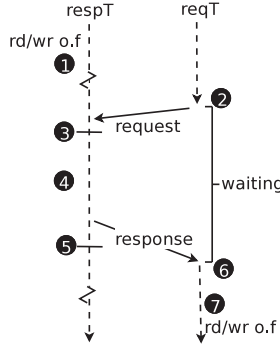 respT reqT
rd/wr o.f
1
2
request
3
4
waiting
response
5
6
7
rd/wr o.f